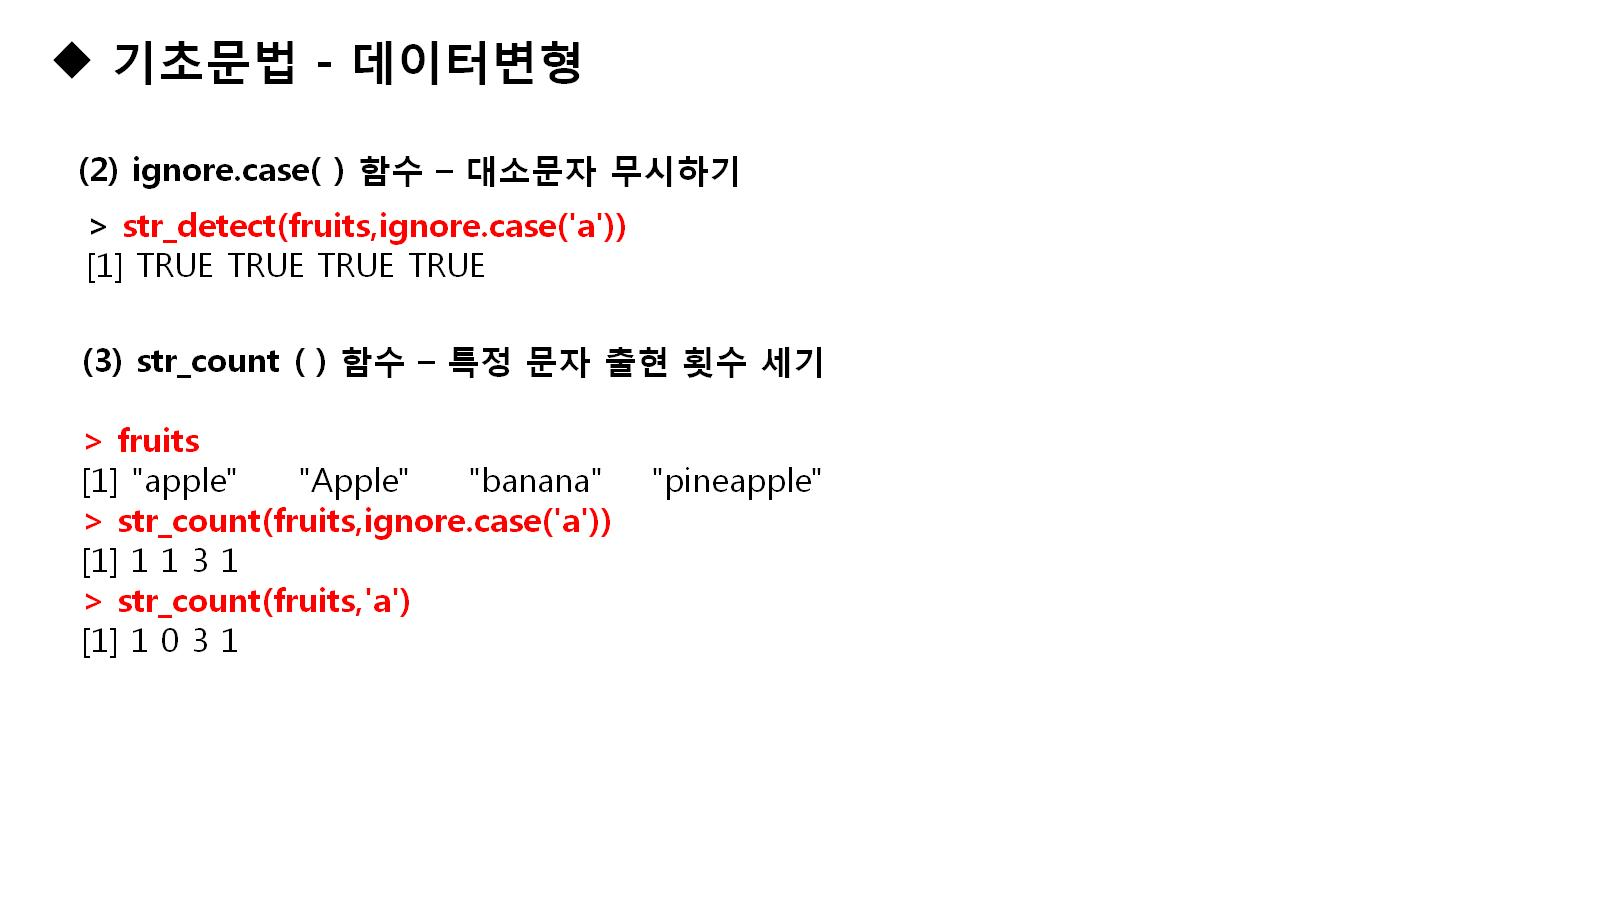 ◆ 기초문법 - 데이터변형
(2) ignore.case( ) 함수 – 대소문자 무시하기
> str_detect(fruits,ignore.case('a'))
[1] TRUE TRUE TRUE TRUE
(3) str_count ( ) 함수 – 특정 문자 출현 횟수 세기
> fruits
[1] "apple" "Apple" "banana" "pineapple"
> str_count(fruits,ignore.case('a'))
[1] 1 1 3 1
> str_count(fruits,'a')
[1] 1 0 3 1